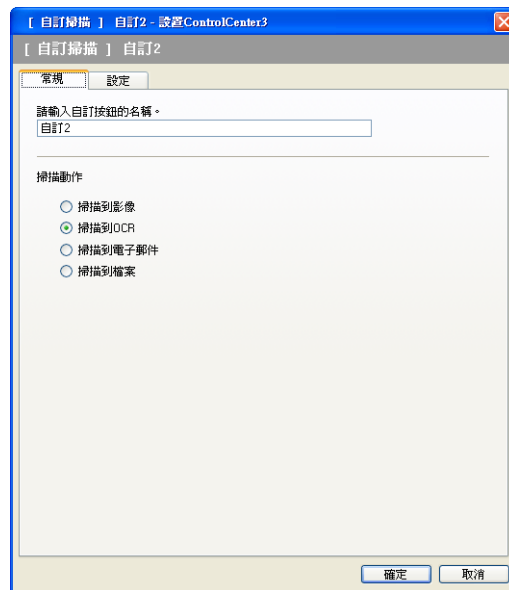 [ 自訂掃描 ] 自訂2 - 設置ControlCenter3
[ 自訂掃描 ] 自訂2
常規 設定
請輸入自訂按鈕的名稱。
自訂2
掃描動作
掃描到影像
掃描到OCR
掃描到電子郵件
掃描到檔案
確定 取消